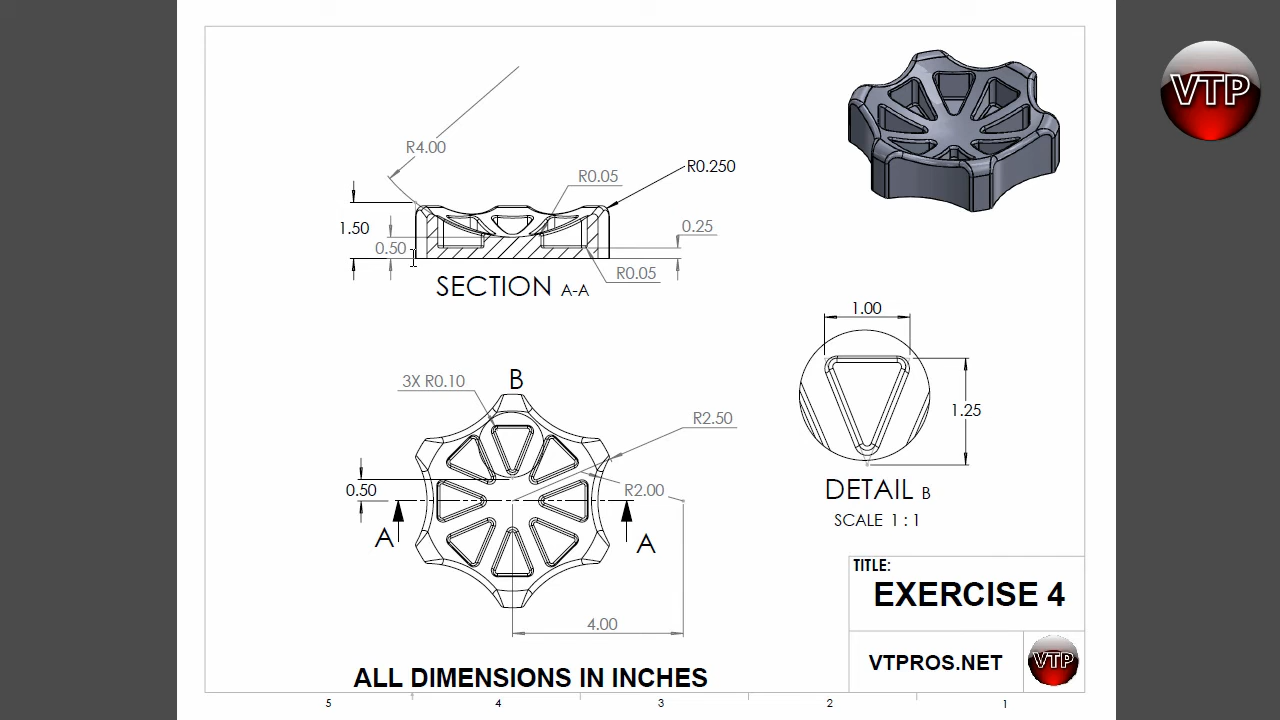 VTP
R4.00
R0.05
R0.250
1.50
0.50
0.25
R0.05
SECTION A-A
1.00
1.25
DETAIL B
SCALE 1 : 1
3X R0.10
B
R2.50
0.50
R2.00
A
A
4.00
TITLE:
EXERCISE 4
VTPROS.NET
VTP
ALL DIMENSIONS IN INCHES
5 4 3 2 1